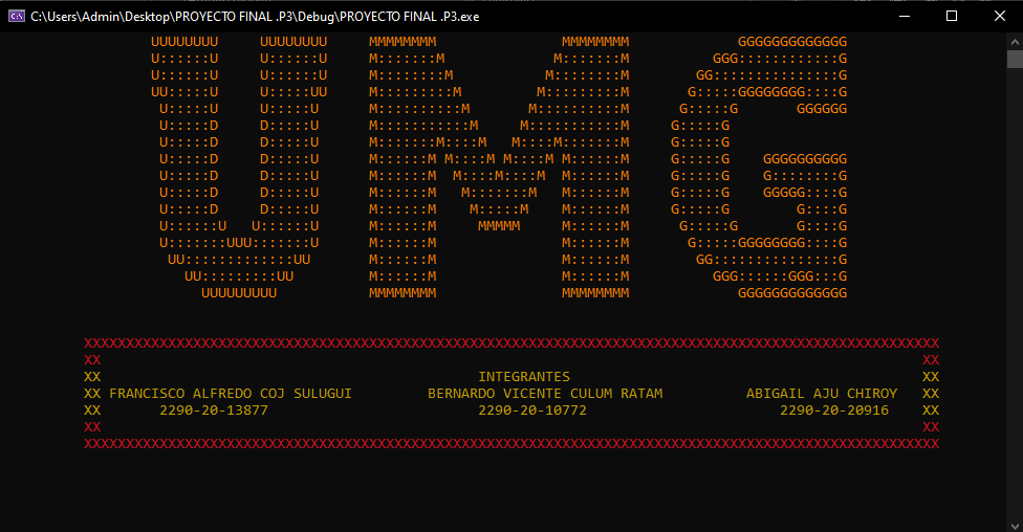 C:\Users\Admin\Desktop\PROYECTO FINAL .P3\Debug\PROYECTO FINAL .P3.exe
UUUUUUUU     UUUUUUUU     MMMMMMMM               MMMMMMMM             GGGGGGGGGGGGG
U::::::U     U::::::U     M:::::::M             M:::::::M          GGG::::::::::::G
U::::::U     U::::::U     M::::::::M           M::::::::M        GG:::::::::::::::G
UU:::::U     U:::::UU     M:::::::::M         M:::::::::M       G:::::GGGGGGGG::::G
U:::::U     U:::::U      M::::::::::M       M::::::::::M      G:::::G       GGGGGG
U:::::D     D:::::U      M:::::::::::M     M:::::::::::M     G:::::G
U:::::D     D:::::U      M:::::::M::::M   M::::M:::::::M     G:::::G
U:::::D     D:::::U      M::::::M M::::M M::::M M::::::M     G:::::G    GGGGGGGGGG
U:::::D     D:::::U      M::::::M  M::::M::::M  M::::::M     G:::::G    G::::::::G
U:::::D     D:::::U      M::::::M   M:::::::M   M::::::M     G:::::G    GGGGG::::G
U:::::D     D:::::U      M::::::M    M:::::M    M::::::M     G:::::G        G::::G
U::::::U   U::::::U      M::::::M     MMMMM     M::::::M      G:::::G       G::::G
U:::::::UUU:::::::U      M::::::M               M::::::M       G:::::GGGGGGGG::::G
UU:::::::::::::UU       M::::::M               M::::::M        GG:::::::::::::::G
UU:::::::::UU         M::::::M               M::::::M          GGG::::::GGG:::G
UUUUUUUUU           MMMMMMMM               MMMMMMMM             GGGGGGGGGGGGG
XXXXXXXXXXXXXXXXXXXXXXXXXXXXXXXXXXXXXXXXXXXXXXXXXXXXXXXXXXXXXXXXXXXXXXXXXXXXXXXXXXXXXXXXXXXXXXXXXXXXXX
XX XX
XX INTEGRANTES XX
XX FRANCISCO ALFREDO COJ SULUGUI BERNARDO VICENTE CULUM RATAM ABIGAIL AJU CHIROY XX
XX 2290-20-13877 2290-20-10772 2290-20-20916 XX
XX XX
XXXXXXXXXXXXXXXXXXXXXXXXXXXXXXXXXXXXXXXXXXXXXXXXXXXXXXXXXXXXXXXXXXXXXXXXXXXXXXXXXXXXXXXXXXXXXXXXXXXXXX